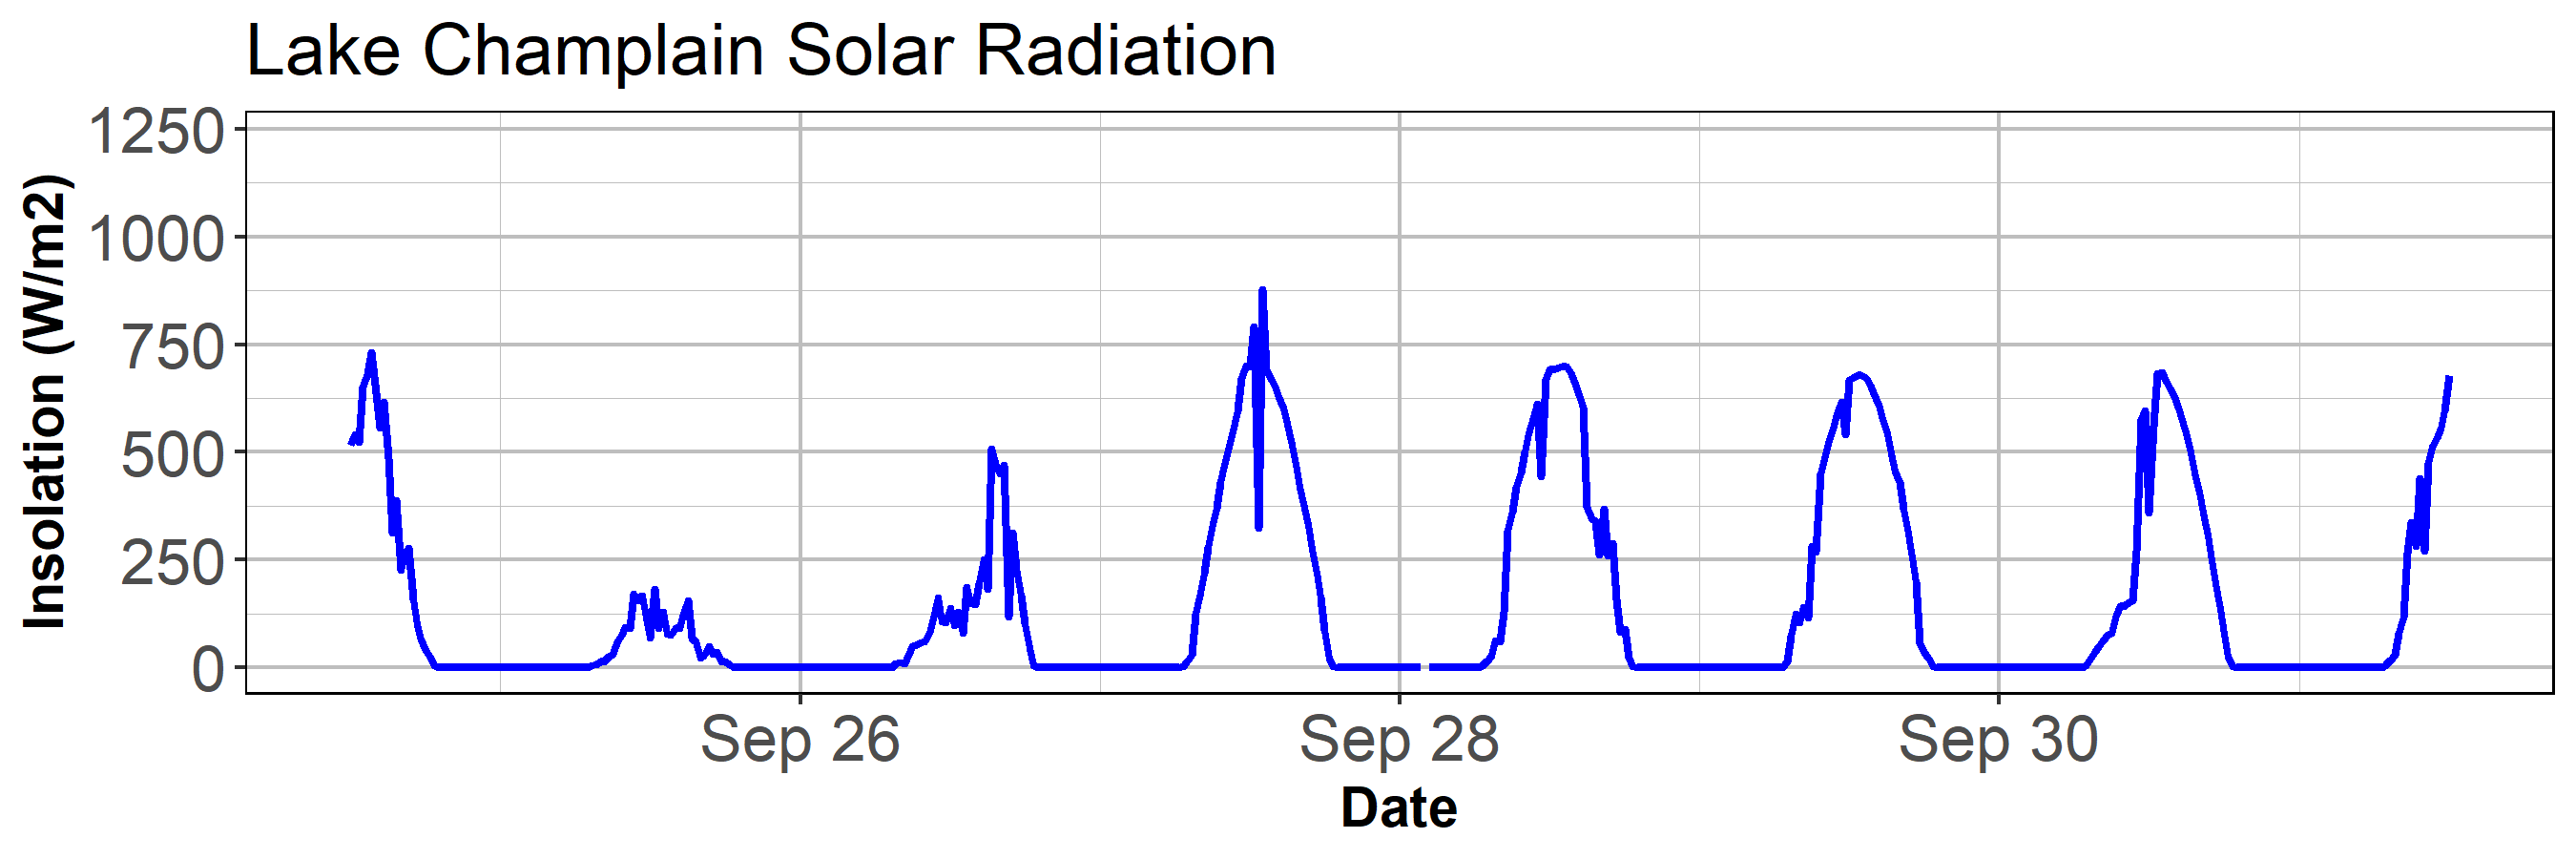 Lake Champlain Solar Radiation
Insolation (W/m2)
1250
1000
750
500
250
0
Sep 26 Sep 28 Sep 30
Date